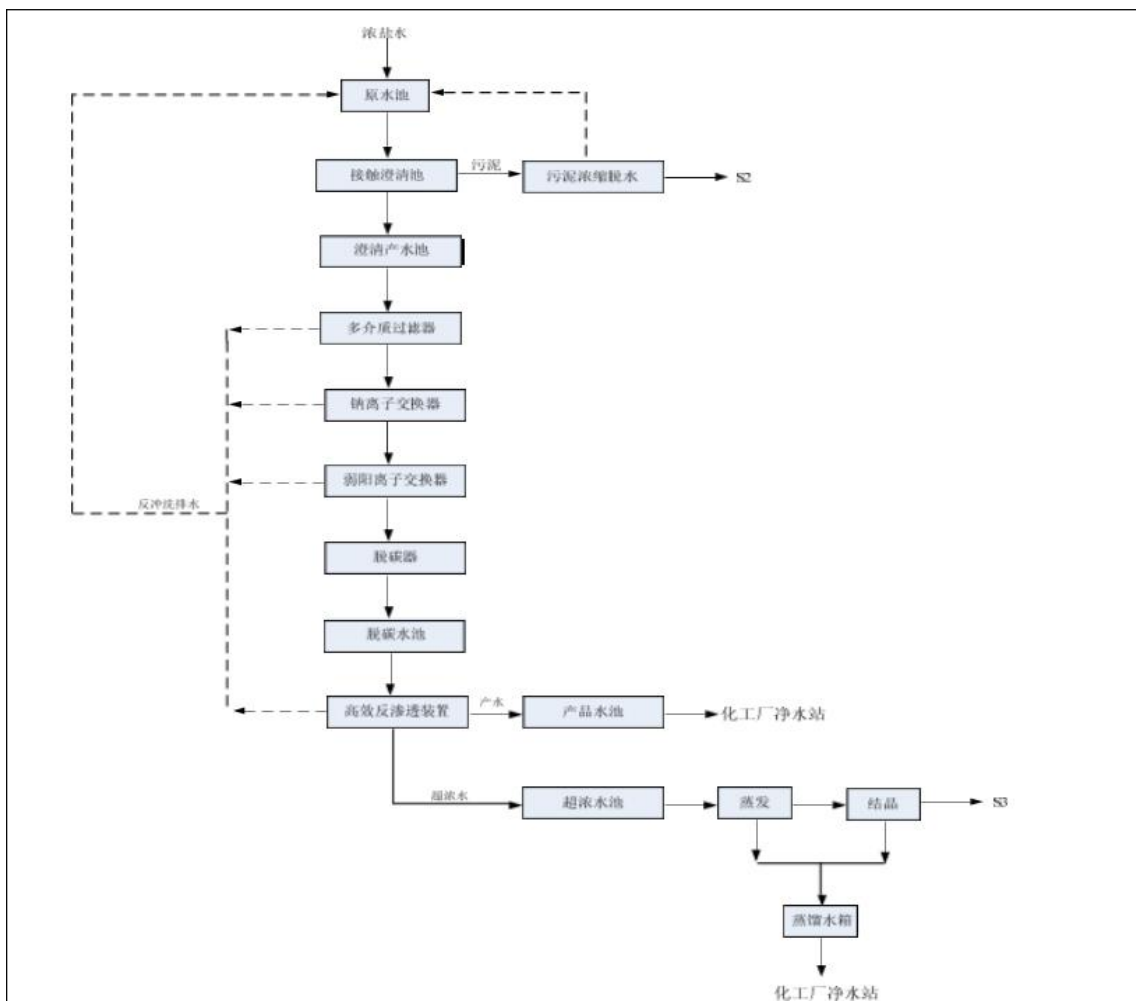 浓盐水
原水池
接触澄清池
污泥
污泥浓缩脱水
S2
澄清产水池
多介质过滤器
钠离子交换器
弱阳离子交换器
反冲洗排水
脱碳器
脱碳水池
高效反渗透装置
产水
产品水池
化工厂净水站
超浓水
超浓水池
蒸发
结晶
S3
蒸馏水箱
化工厂净水站